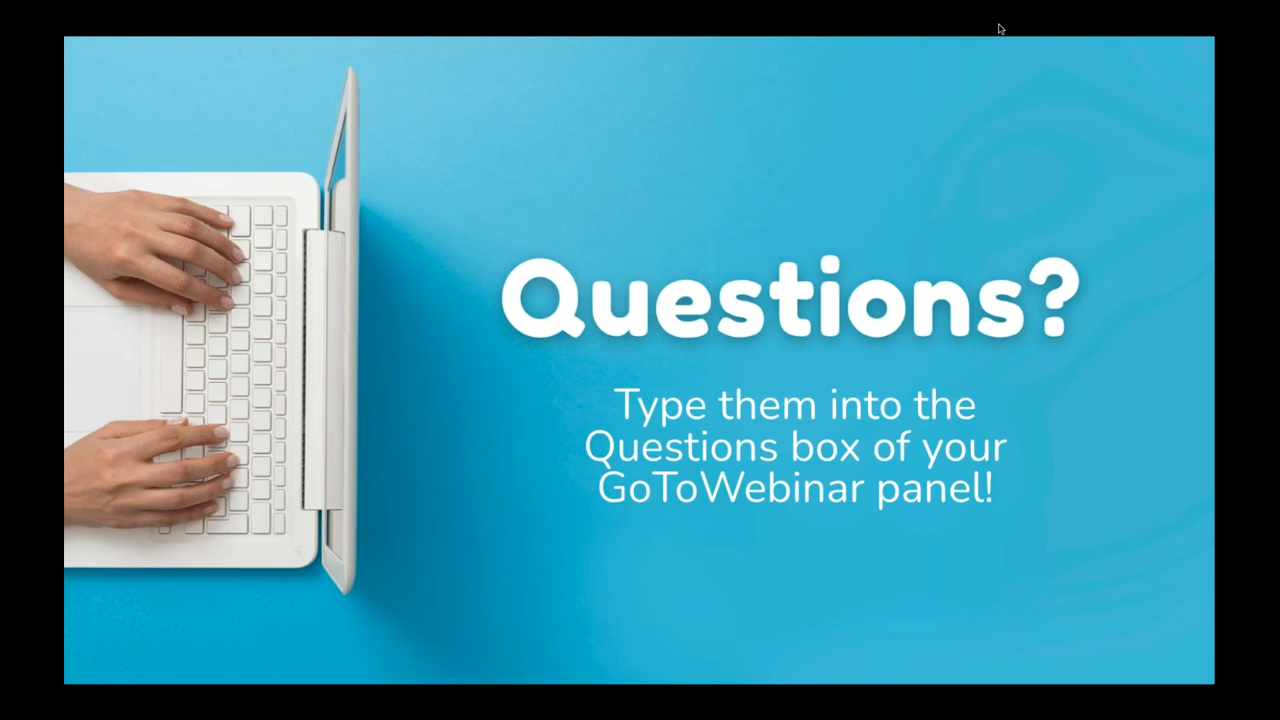 Questions?
Type them into the
Questions box of your
GoToWebinar panel!